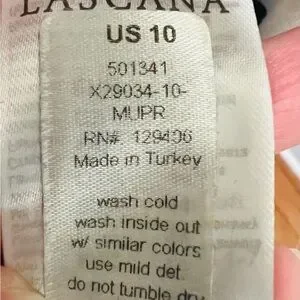 LASCANA
US 10
501341
X29034-10-
MUPR
RN# 129406
Made in Turkey
wash cold
wash inside out
w/ similar colors
use mild det.
do not tumble dry